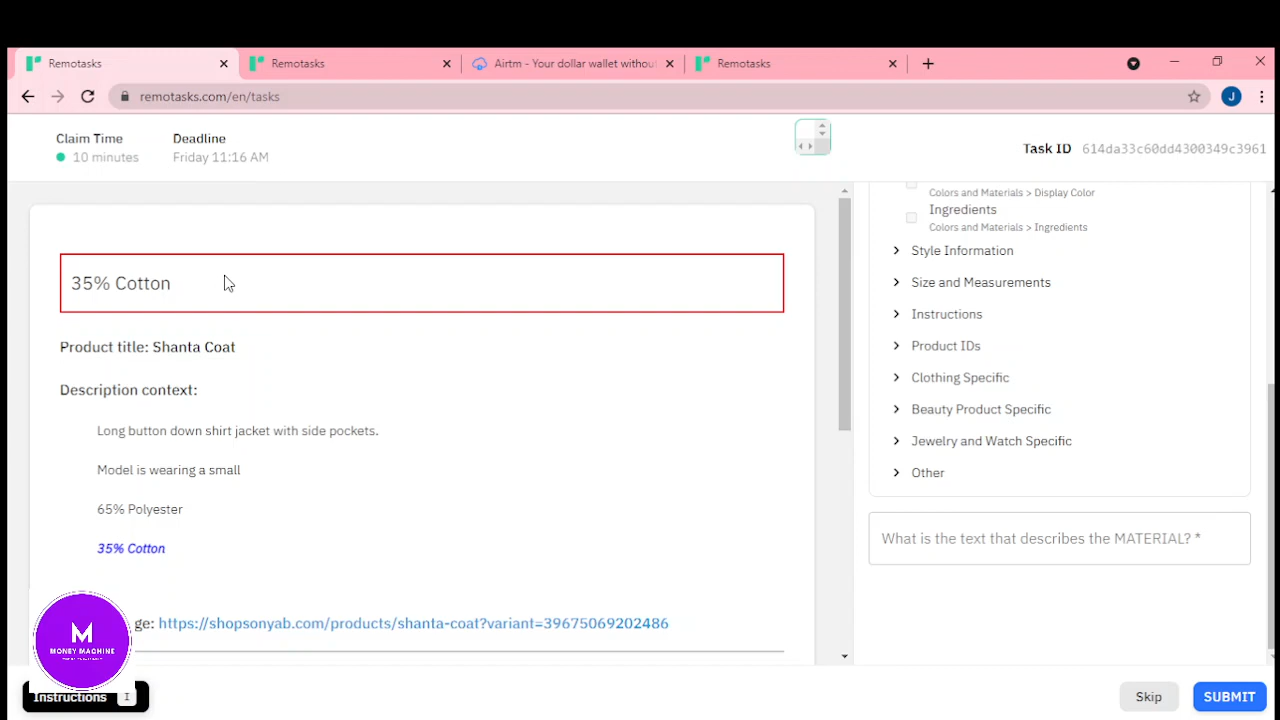 Remotasks
Remotasks
Airtm - Your dollar wallet withou
Remotasks
remotasks.com/en/tasks
J
Claim Time
10 minutes
Deadline
Friday 11:16 AM
Task ID 614da33c60dd4300349c3961
35% Cotton
Product title: Shanta Coat
Description context:
Long button down shirt jacket with side pockets.
Model is wearing a small
65% Polyester
35% Cotton
ge: https://shopsonyab.com/products/shanta-coat?variant=39675069202486
Colors and Materials > Display Color
Ingredients
Colors and Materials > Ingredients
Style Information
Size and Measurements
Instructions
Product IDs
Clothing Specific
Beauty Product Specific
Jewelry and Watch Specific
Other
What is the text that describes the MATERIAL? *
M
MONEY MACHINE
Instructions I
Skip
SUBMIT